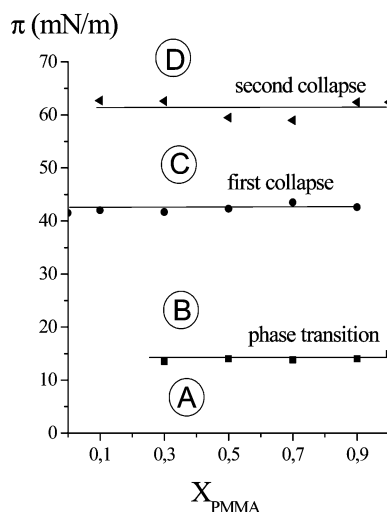 π (mN/m)
70
D
second collapse
60
50
C
first collapse
40
30
B
20
phase transition
10
A
0
0,1 0,3 0,5 0,7 0,9
X_PMMA